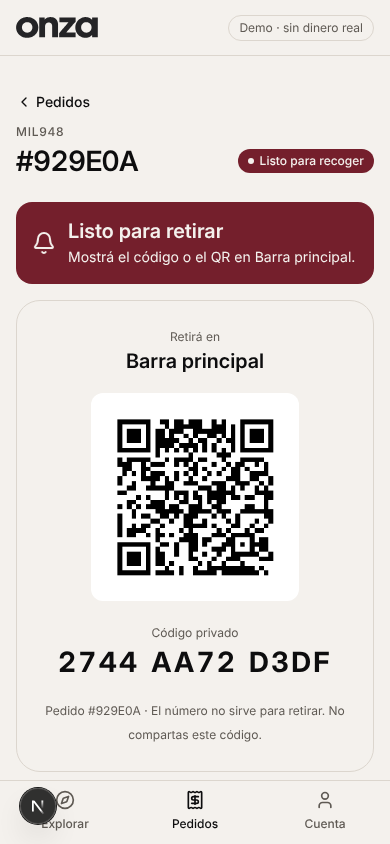 onza
Demo · sin dinero real
Pedidos
MIL948
#929E0A
Listo para recoger
Listo para retirar
Mostrá el código o el QR en Barra principal.
Retirá en
Barra principal
Código privado
2744 AA72 D3DF
Pedido #929E0A · El número no sirve para retirar. No
compartas este código.
N
Explorar
Pedidos
Cuenta